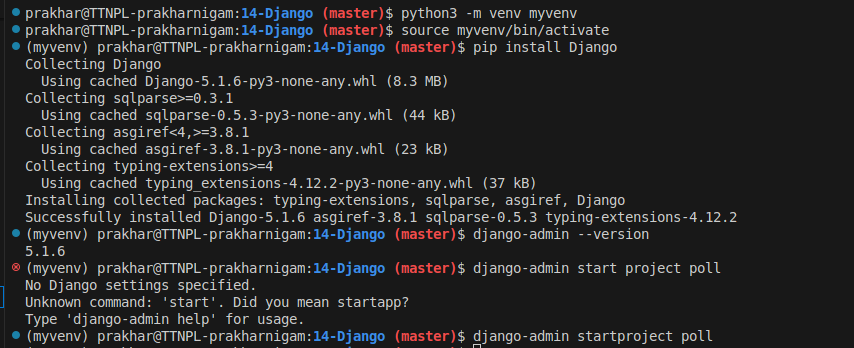 prakhar@TTNPL-prakharnigam:14-Django (master)$ python3 -m venv myvenv
prakhar@TTNPL-prakharnigam:14-Django (master)$ source myvenv/bin/activate
(myvenv) prakhar@TTNPL-prakharnigam:14-Django (master)$ pip install Django
Collecting Django
  Using cached Django-5.1.6-py3-none-any.whl (8.3 MB)
Collecting sqlparse>=0.3.1
  Using cached sqlparse-0.5.3-py3-none-any.whl (44 kB)
Collecting asgiref<4,>=3.8.1
  Using cached asgiref-3.8.1-py3-none-any.whl (23 kB)
Collecting typing-extensions>=4
  Using cached typing_extensions-4.12.2-py3-none-any.whl (37 kB)
Installing collected packages: typing-extensions, sqlparse, asgiref, Django
Successfully installed Django-5.1.6 asgiref-3.8.1 sqlparse-0.5.3 typing-extensions-4.12.2
(myvenv) prakhar@TTNPL-prakharnigam:14-Django (master)$ django-admin --version
5.1.6
(myvenv) prakhar@TTNPL-prakharnigam:14-Django (master)$ django-admin start project poll
No Django settings specified.
Unknown command: 'start'. Did you mean startapp?
Type 'django-admin help' for usage.
(myvenv) prakhar@TTNPL-prakharnigam:14-Django (master)$ django-admin startproject poll